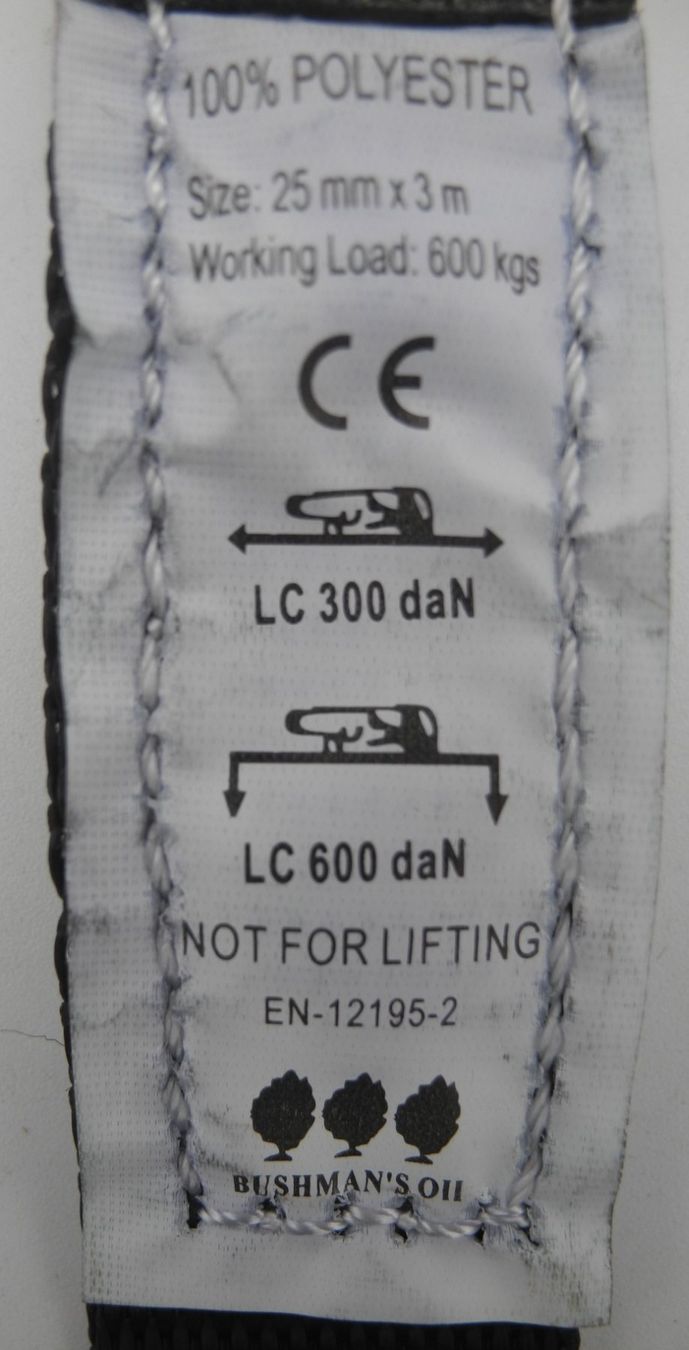 100% POLYESTER
Size: 25 mm x 3 m
Working Load: 600 kgs
CE
LC 300 daN
LC 600 daN
NOT FOR LIFTING
EN-12195-2
BUSHMAN'S OIL